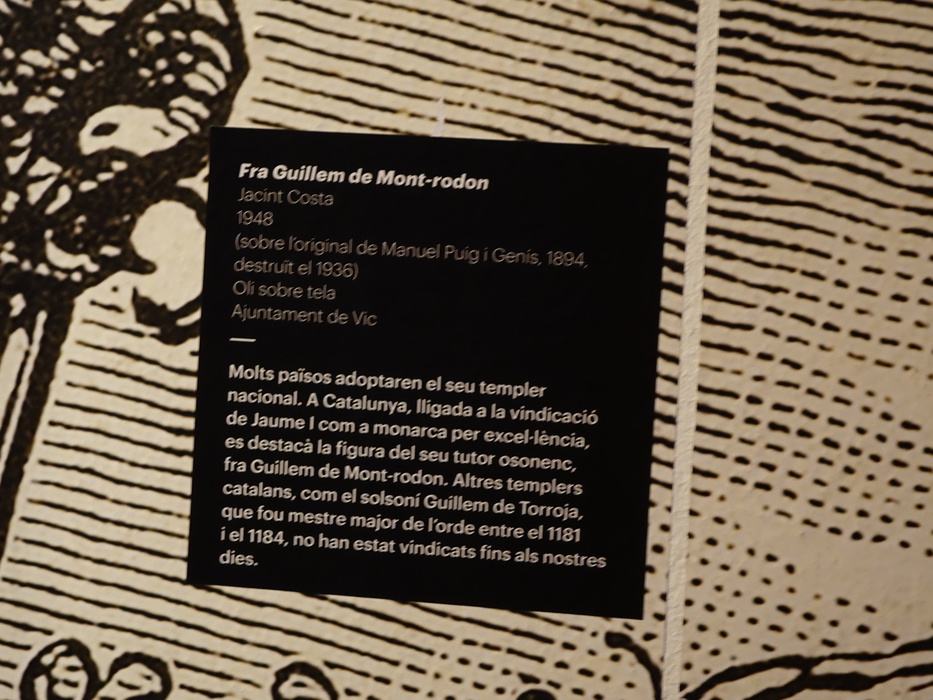 Fra Guillem de Mont-rodon
Jacint Costa
1948
(sobre l'original de Manuel Puig i Genís, 1894,
destruït el 1936)
Oli sobre tela
Ajuntament de Vic
Molts països adoptaren el seu templer
nacional. A Catalunya, lligada a la vindicació
de Jaume I com a monarca per excel·lència,
es destacà la figura del seu tutor osonenc,
fra Guillem de Mont-rodon. Altres templers
catalans, com el solsoní Guillem de Torroja,
que fou mestre major de l'orde entre el 1181
i el 1184, no han estat vindicats fins als nostres
dies.